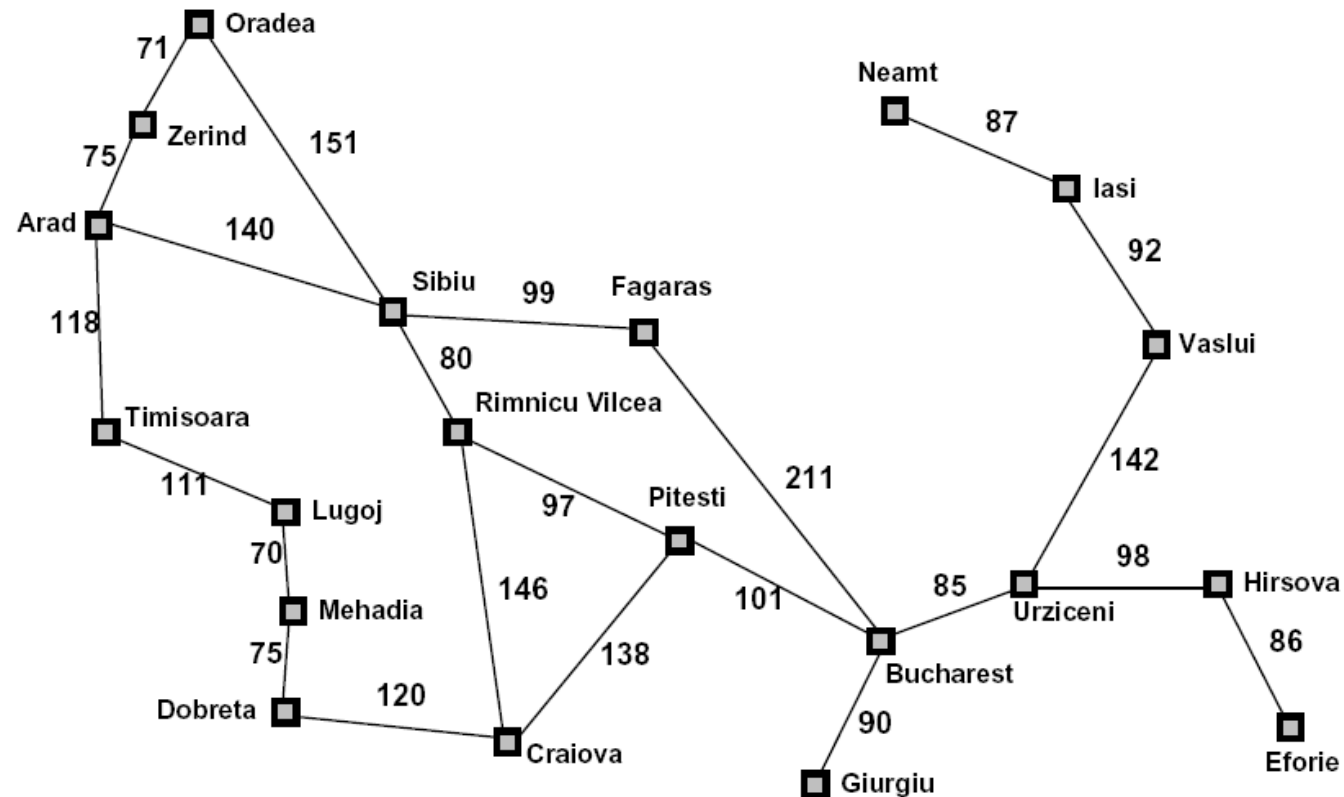 Oradea
71
Neamt
87
Zerind
151
75
Iasi
Arad
140
92
Sibiu
99
Fagaras
118
80
Vaslui
Rimnicu Vilcea
Timisoara
142
111
211
Pitesti
97
Lugoj
70
98
146
85
Hirsova
101
Urziceni
Mehadia
86
75
138
Bucharest
120
Dobreta
90
Craiova
Eforie
Giurgiu